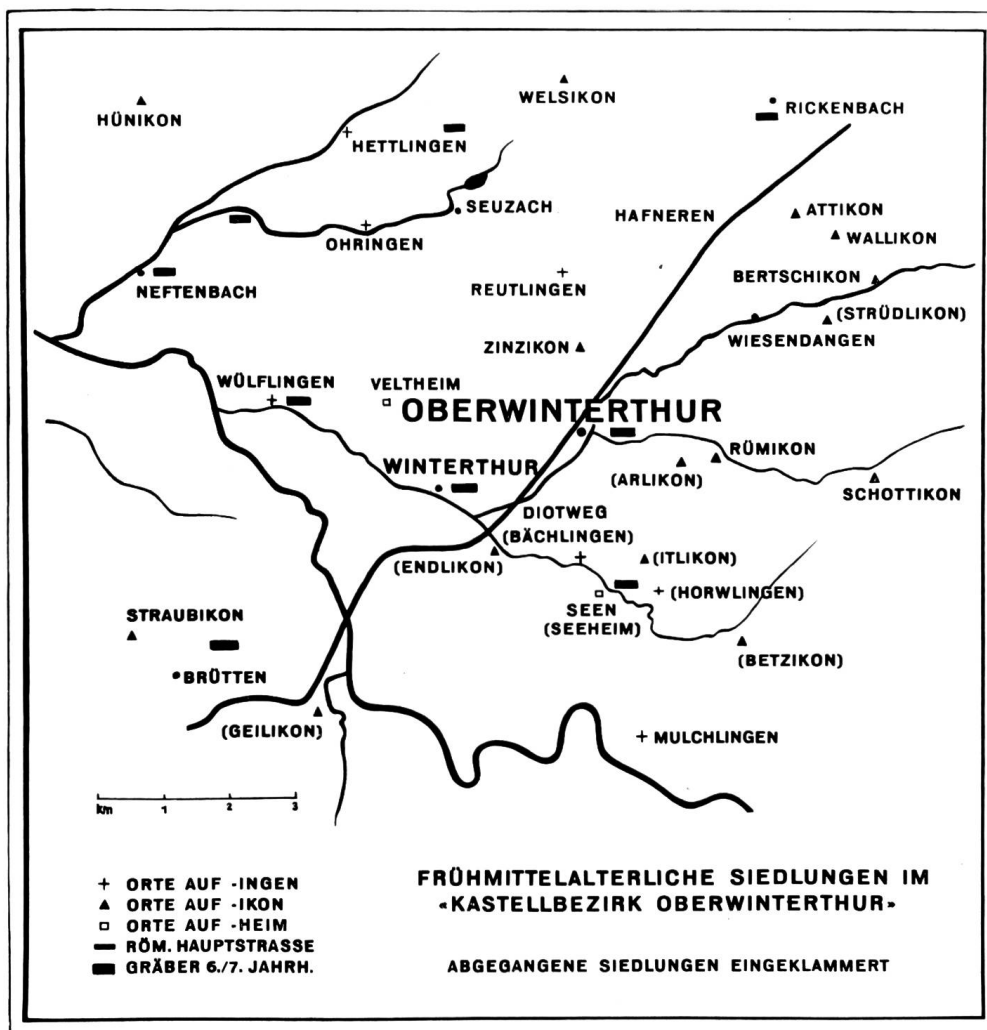 WELSIKON
HÜNIKON
RICKENBACH
HETTLINGEN
SEUZACH
HAFNEREN
ATTIKON
WALLIKON
OHRINGEN
BERTSCHIKON
NEFTENBACH
REUTLINGEN
(STRÜDLIKON)
WIESENDANGEN
ZINZIKON
WÜLFLINGEN
VELTHEIM
OBERWINTERTHUR
RÜMIKON
WINTERTHUR
(ARLIKON)
SCHOTTIKON
DIOTWEG
(BÄCHLINGEN)
(ENDLIKON)
(ITLIKON)
(HORWLINGEN)
SEEN
(SEEHEIM)
STRAUBIKON
(BETZIKON)
BRÜTTEN
(GEILIKON)
MULCHLINGEN
km 1 2 3
ORTE AUF -INGEN
ORTE AUF -IKON
ORTE AUF -HEIM
RÖM. HAUPTSTRASSE
GRÄBER 6./7. JAHRH.
FRÜHMITTELALTERLICHE SIEDLUNGEN IM
«KASTELLBEZIRK OBERWINTERTHUR»
ABGEGANGENE SIEDLUNGEN EINGEKLAMMERT